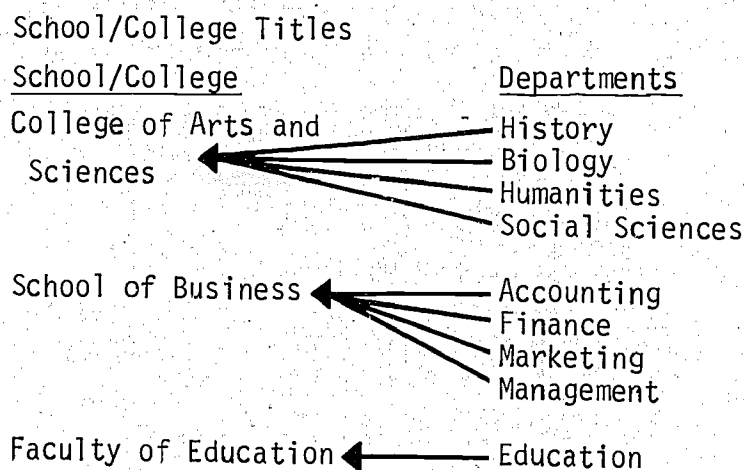 School/College Titles
School/College Departments
College of Arts and Sciences
History
Biology
Humanities
Social Sciences
School of Business
Accounting
Finance
Marketing
Management
Faculty of Education
Education